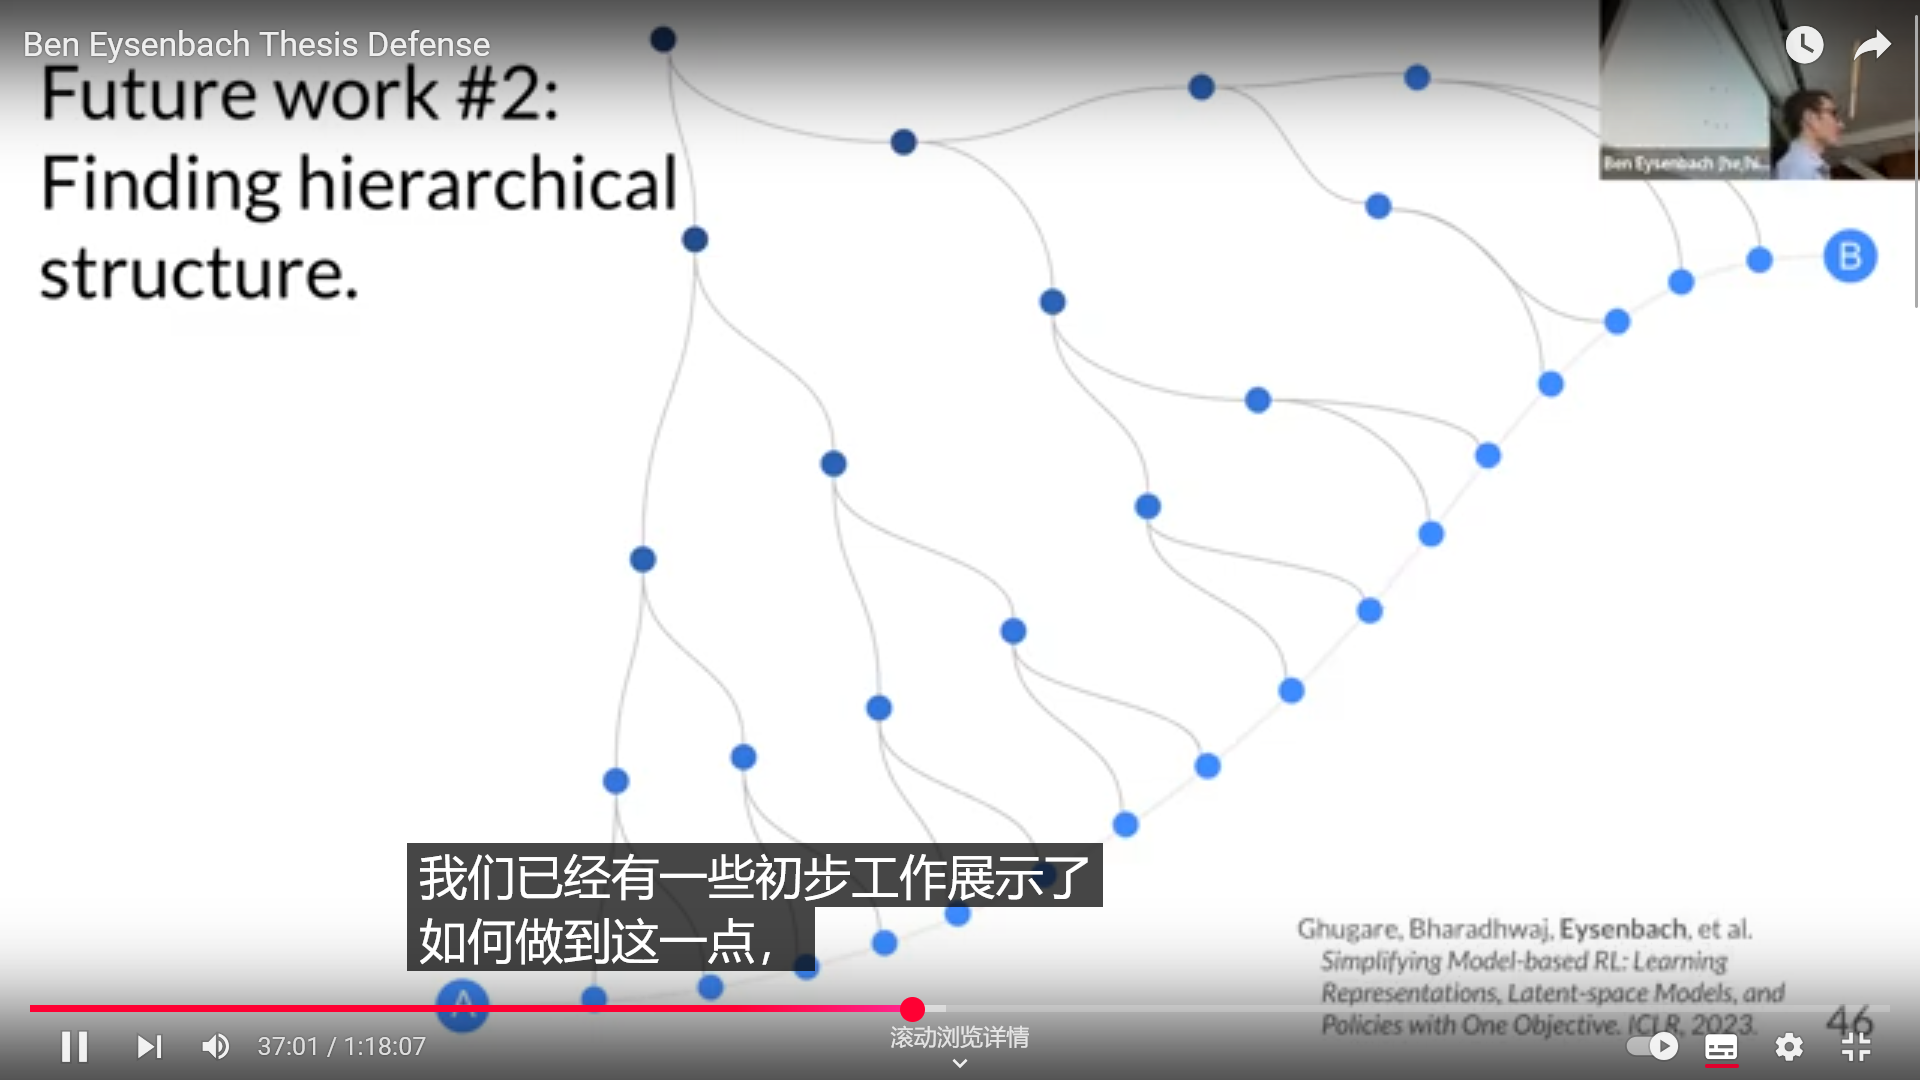 Ben Eysenbach Thesis Defense
Future work #2:
Finding hierarchical
structure.
Ben Eysenbach (he/hi...
B
我们已经有一些初步工作展示了
如何做到这一点，
Ghugare, Bharadhwaj, Eysenbach, et al.
Simplifying Model-based RL: Learning
Representations, Latent-space Models, and
Policies with One Objective. ICLR, 2023.
46
A
37:01 / 1:18:07
滚动浏览详情